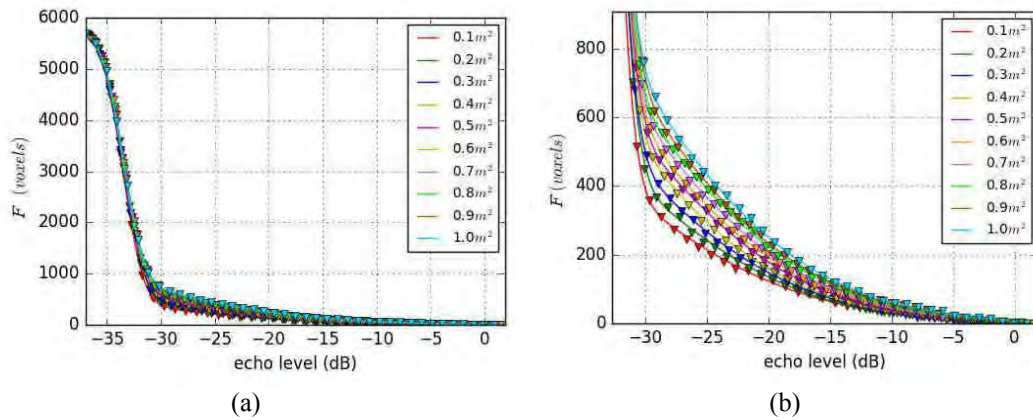 6000
5000
4000
3000
2000
1000
0
F (voxels)
−35 −30 −25 −20 −15 −10 −5 0
echo level (dB)
0.1m²
0.2m²
0.3m²
0.4m²
0.5m²
0.6m²
0.7m²
0.8m²
0.9m²
1.0m²
(a)
800
600
400
200
0
F (voxels)
−30 −25 −20 −15 −10 −5 0
echo level (dB)
0.1m²
0.2m²
0.3m²
0.4m²
0.5m²
0.6m²
0.7m²
0.8m²
0.9m²
1.0m²
(b)